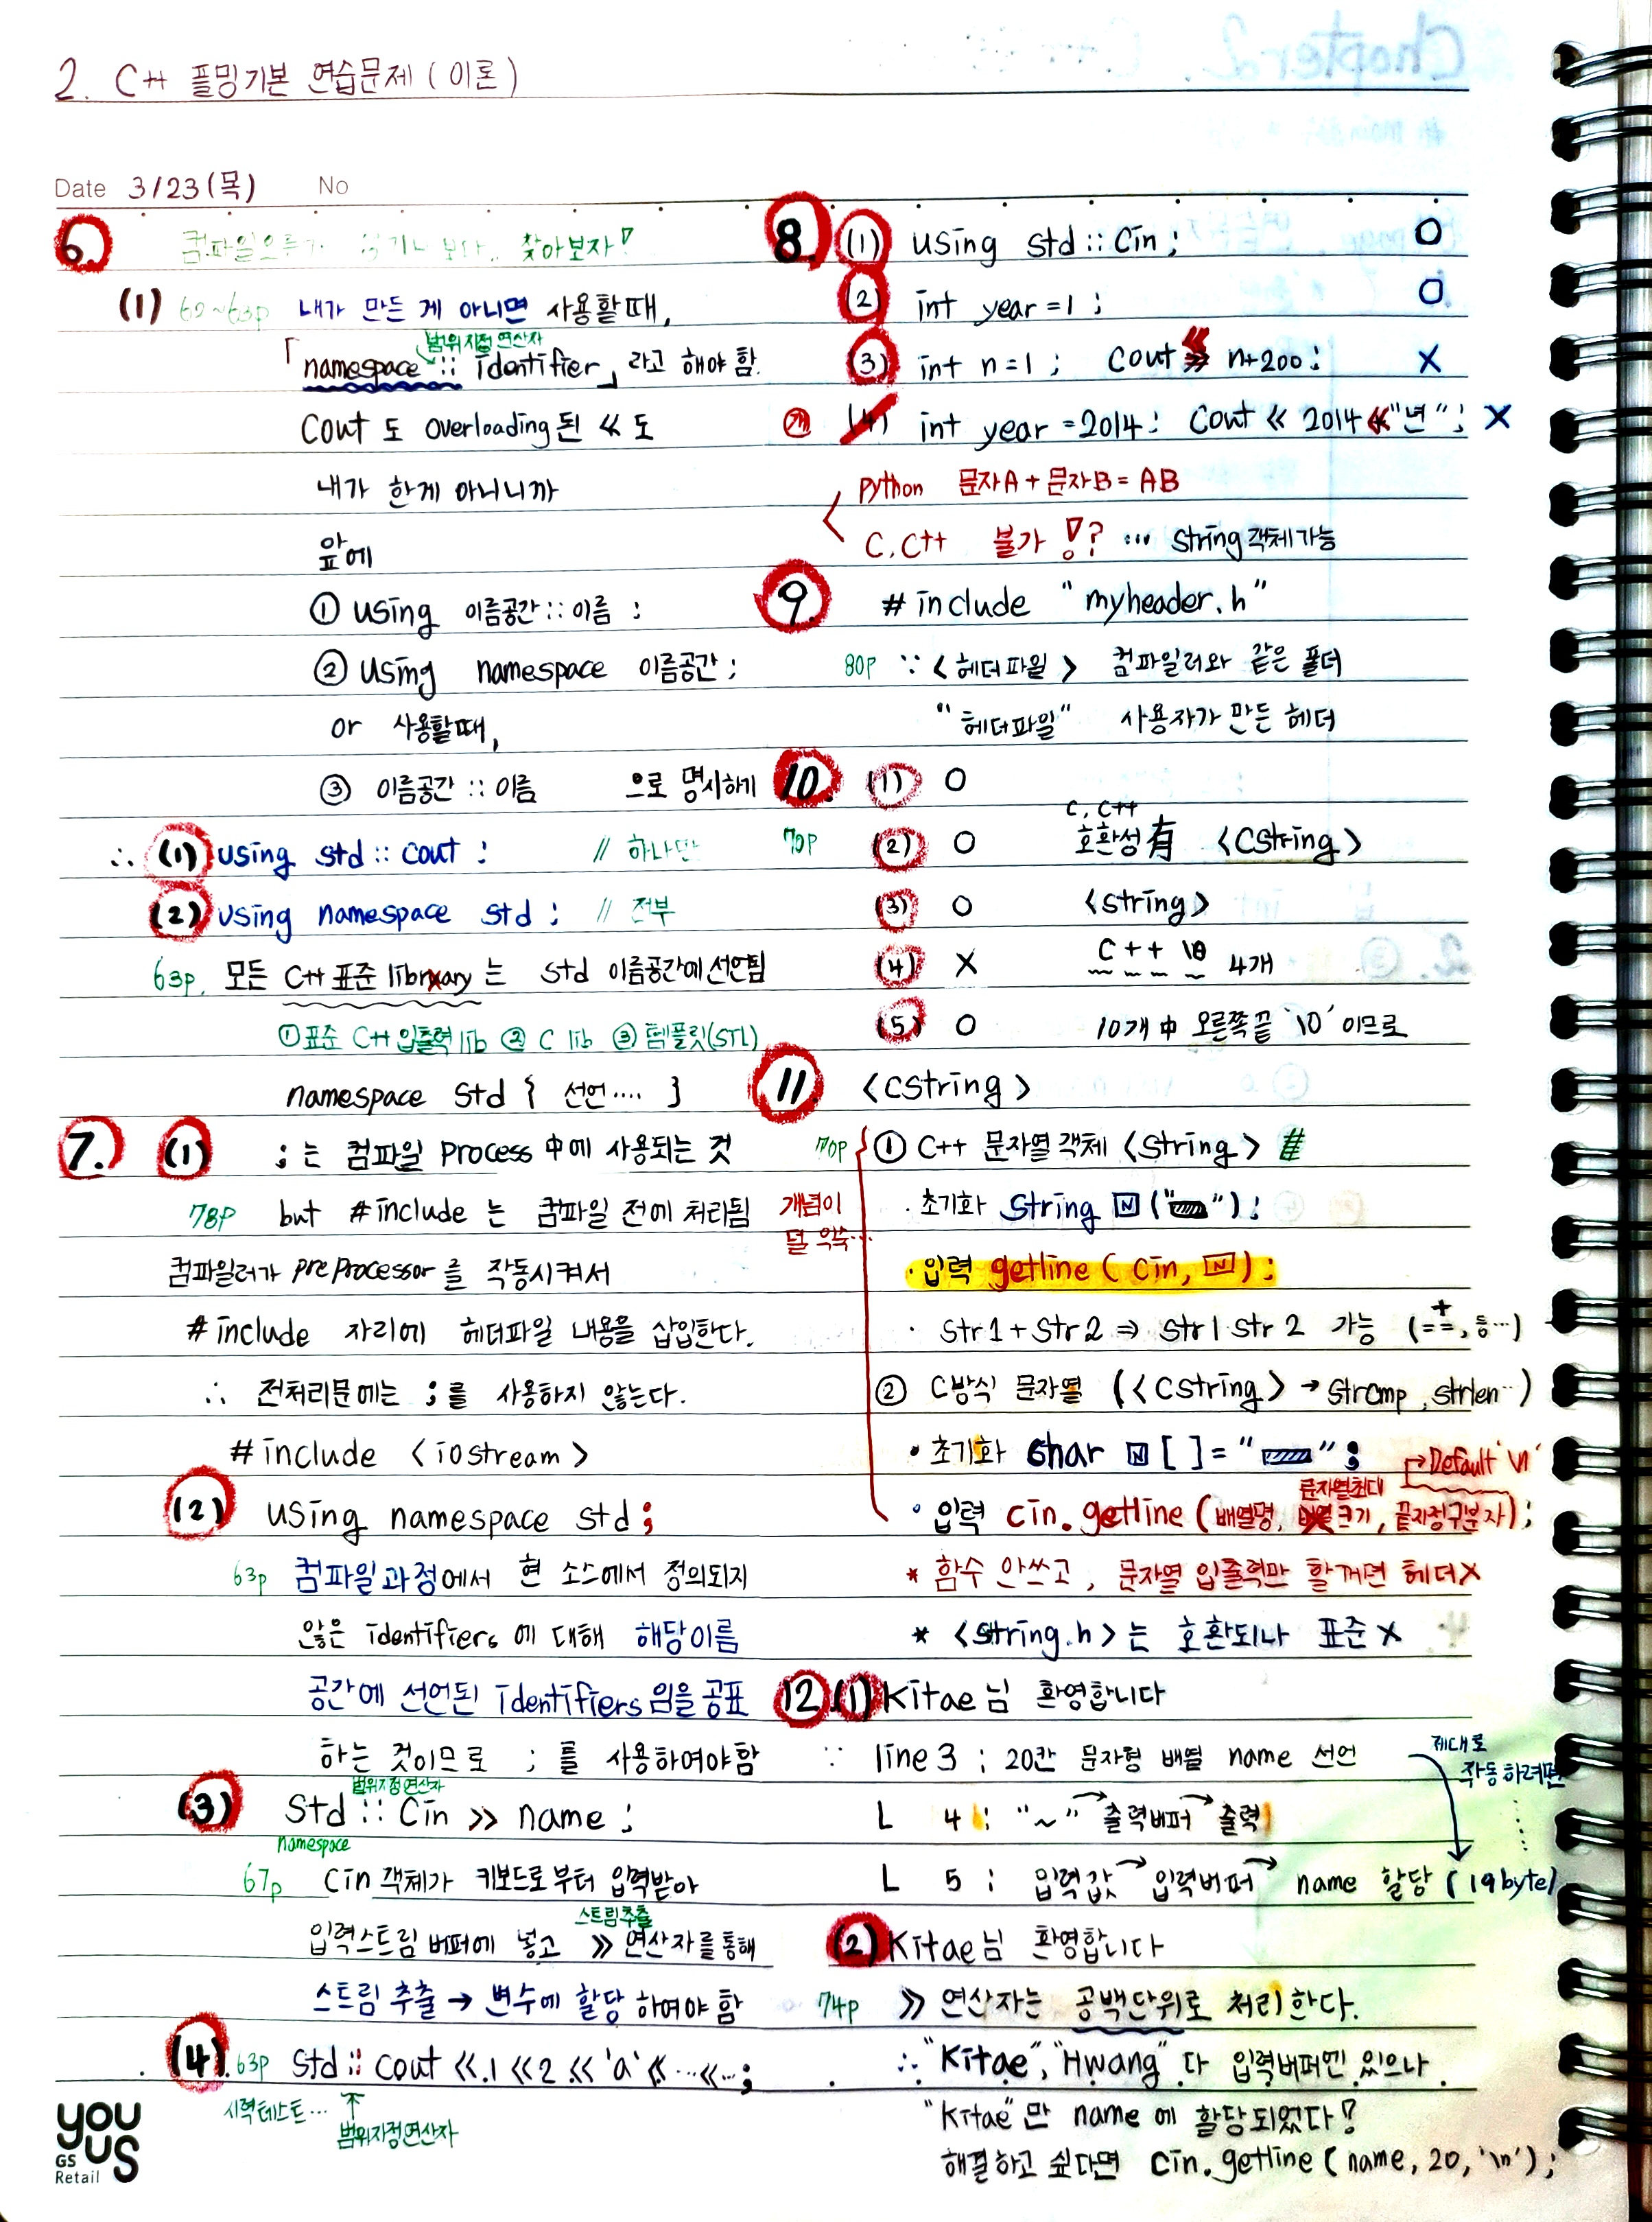 2. C++ 플밍기본 연습문제 (이론)
Date 3/23(목) No
6.
찾아보자!
(1) 62~63p 내가 만든 게 아니면 사용할때,
범위지정연산자
「namespace :: identifier」 라고 해야 함.
Cout 도 overloading된 << 도
내가 한게 아니니까
앞에
① using 이름공간::이름 ;
② using namespace 이름공간;
or 사용할때,
③ 이름공간 :: 이름 으로 명시하기
∴ (1) using std :: cout ; // 하나만
(2) using namespace std ; // 전부
63p. 모든 C++ 표준 library 는 std 이름공간에 선언됨
①표준 C++ 입출력 lib ② C lib ③ 템플릿(STL)
namespace std { 선언.... }
7. (1) ; 는 컴파일 process 中에 사용되는 것
78p but #include 는 컴파일 전에 처리됨
컴파일러가 preprocessor 를 작동시켜서
#include 자리에 헤더파일 내용을 삽입한다.
∴ 전처리문에는 ; 를 사용하지 않는다.
#include <iostream>
(2) using namespace std ;
63p 컴파일과정에서 현 소스에서 정의되지
않은 identifiers 에 대해 해당이름
공간에 선언된 identifiers 임을 공표
하는 것이므로 ; 를 사용하여야함
범위지정연산자
(3) Std :: Cin >> name ;
namespace
67p Cin 객체가 키보드로부터 입력받아
스트림추출
입력스트림 버퍼에 넣고 >> 연산자를 통해
스트림 추출 → 변수에 할당 하여야 함
(4) 63p Std :: cout << 1 << 2 << 'a' << ... << ... ;
시력테스트... ↑
범위지정연산자
8. (1) using std :: cin ; O
(2) int year = 1 ; O
(3) int n = 1 ; Cout << n+200 ; X
(4) int year = 2014 ; Cout << 2014 << "년" ; X
python 문자A + 문자B = AB
C, C++ 불가 !? ... string 객체가능
9. #include "myheader.h"
80p ∵ <헤더파일> 컴파일러와 같은 폴더
"헤더파일" 사용자가 만든 헤더
10. (1) O
C, C++
79p (2) O 호환성 有 <Cstring>
(3) O <string>
(4) X C + + \0 4개
(5) O 10개 中 오른쪽끝 '\0' 이므로
11. <cstring>
70p ① C++ 문자열 객체 <string>
개념이
덜
· 초기화 string N (" ") ;
· 입력 getline ( cin, N ) ;
· str1 + str2 ⇒ str1 str2 가능 (==, + 등...)
② C방식 문자열 (<cstring> → strcmp, strlen ...)
· 초기화 char N [ ] = " " ;
→ Default '\n'
문자열최대
· 입력 cin.getline (배열명, 크기, 끝지정구분자) ;
* 함수 안쓰고, 문자열 입출력만 할꺼면 헤더X
* <string.h> 는 호환되나 표준 X
12 (1) Kitae 님 환영합니다
∵ line 3 : 20칸 문자형 배열 name 선언
제대로
작동 하려면
L 4 : "~" → 출력버퍼 → 출력
L 5 : 입력값 → 입력버퍼 → name 할당 (19byte)
(2) Kitae 님 환영합니다
74p >> 연산자는 공백단위로 처리한다.
∴ "Kitae", "Hwang" 다 입력버퍼엔 있으나
"Kitae" 만 name 에 할당되었다!
해결하고 싶다면 cin.getline ( name, 20, '\n' ) ;
you
us
GS
Retail